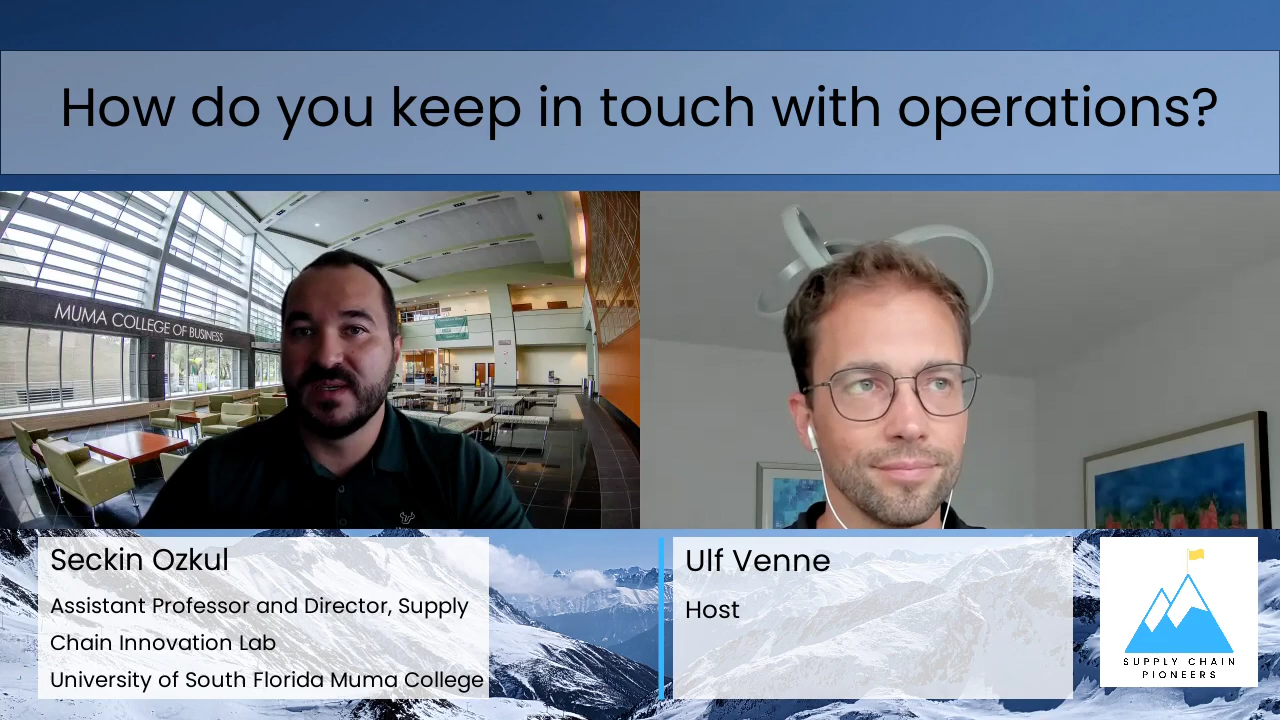 How do you keep in touch with operations?
MUMA COLLEGE OF BUSINESS
Seckin Ozkul
Assistant Professor and Director, Supply
Chain Innovation Lab
University of South Florida Muma College
Ulf Venne
Host
SUPPLY CHAIN
PIONEERS